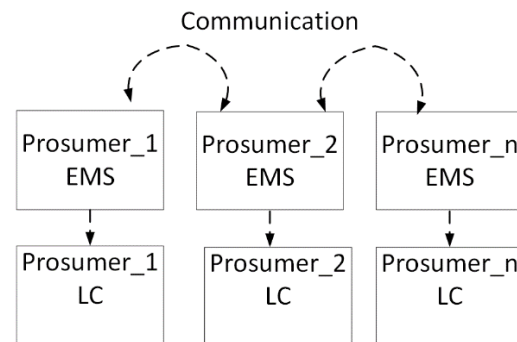 Communication
Prosumer_1
EMS
Prosumer_2
EMS
Prosumer_n
EMS
Prosumer_1
LC
Prosumer_2
LC
Prosumer_n
LC